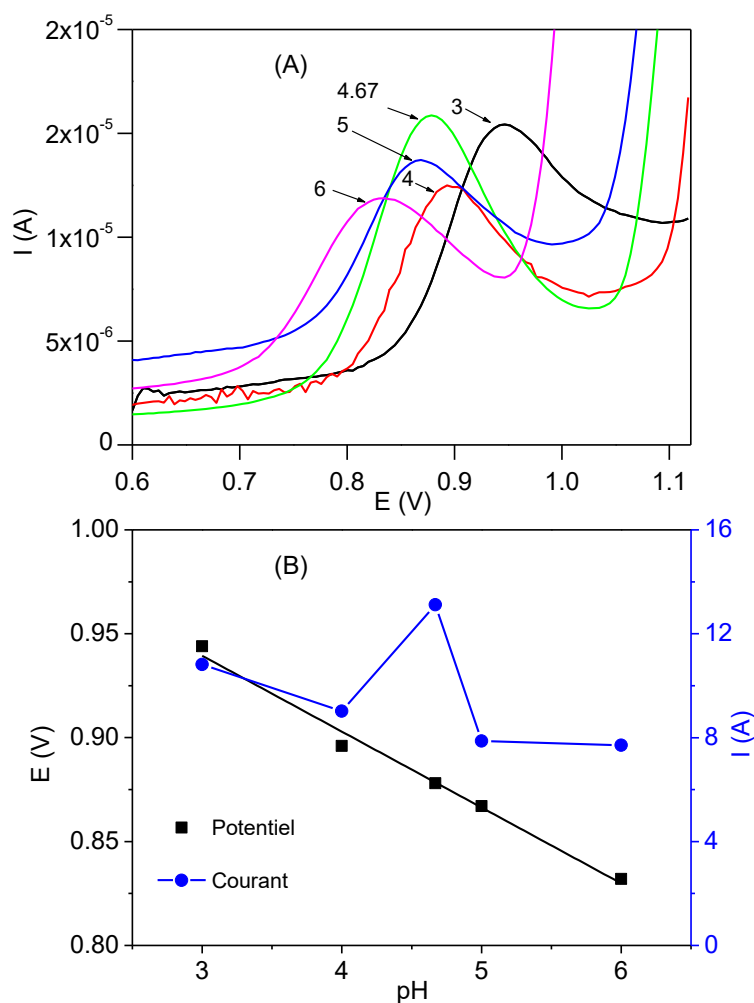 2x10⁻⁵
(A)
4.67
3
2x10⁻⁵
5
6
4
1x10⁻⁵
I (A)
5x10⁻⁶
0
0.6 0.7 0.8 0.9 1.0 1.1
E (V)
1.00 16
(B)
0.95 12
E (V)
0.90 8
I (A)
Potentiel
0.85 4
Courant
0.80 0
3 4 5 6
pH